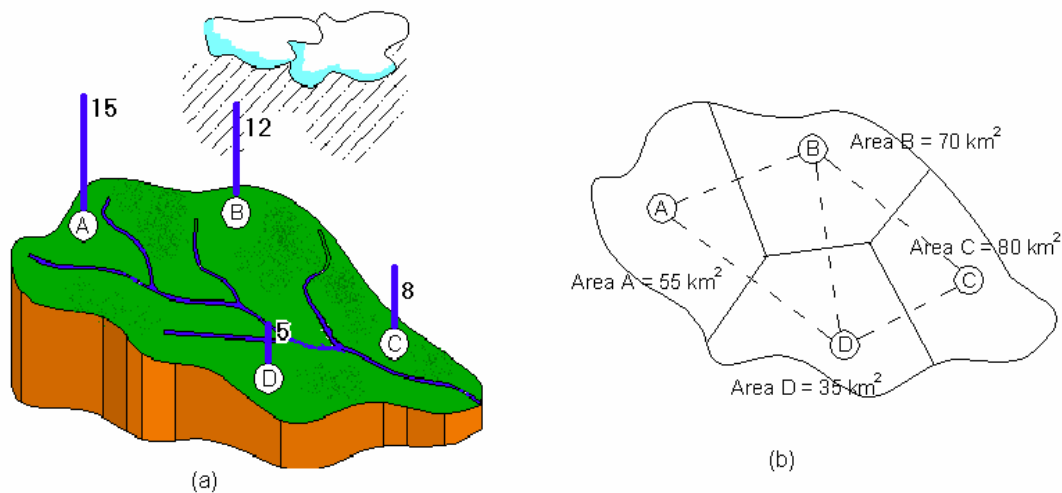 15
12
A
B
8
5
C
D
(a)
B
Area B = 70 km²
A
Area C = 80 km²
Area A = 55 km²
C
D
Area D = 35 km²
(b)